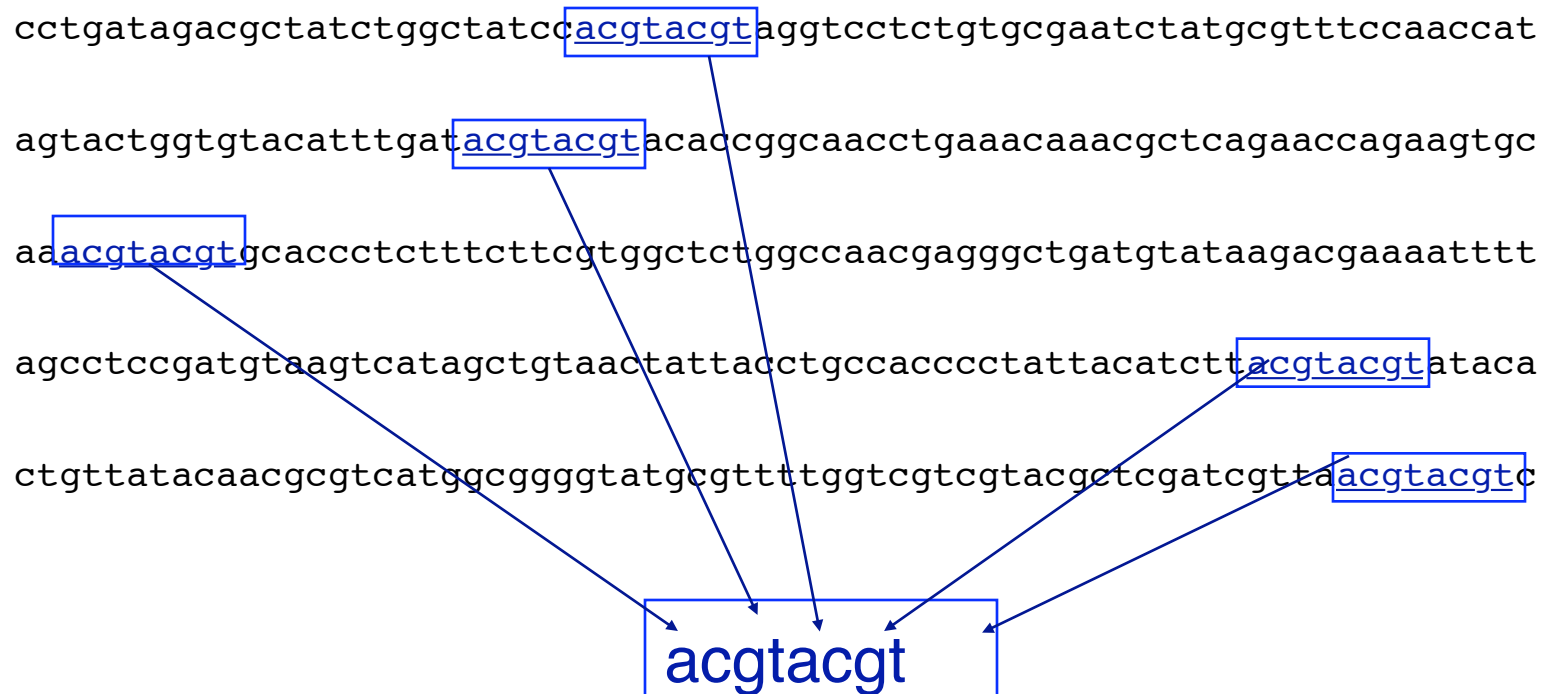 cctgatagacgctatctggctatccacgtacgtaggtcctctgtgcgaatctatgcgtttccaaccat
agtactggtgtacatttgatacgtacgtacaccggcaacctgaaacaaacgctcagaaccagaagtgc
aaacgtacgtgcaccctctttcttcgtggctctggccaacgagggctgatgtataagacgaaaatttt
agcctccgatgtaagtcatagctgtaactattacctgccacccctattacatcttacgtacgtataca
ctgttatacaacgcgtcatggcggggtatgcgttttggtcgtcgtacgctcgatcgttaacgtacgtc
acgtacgt